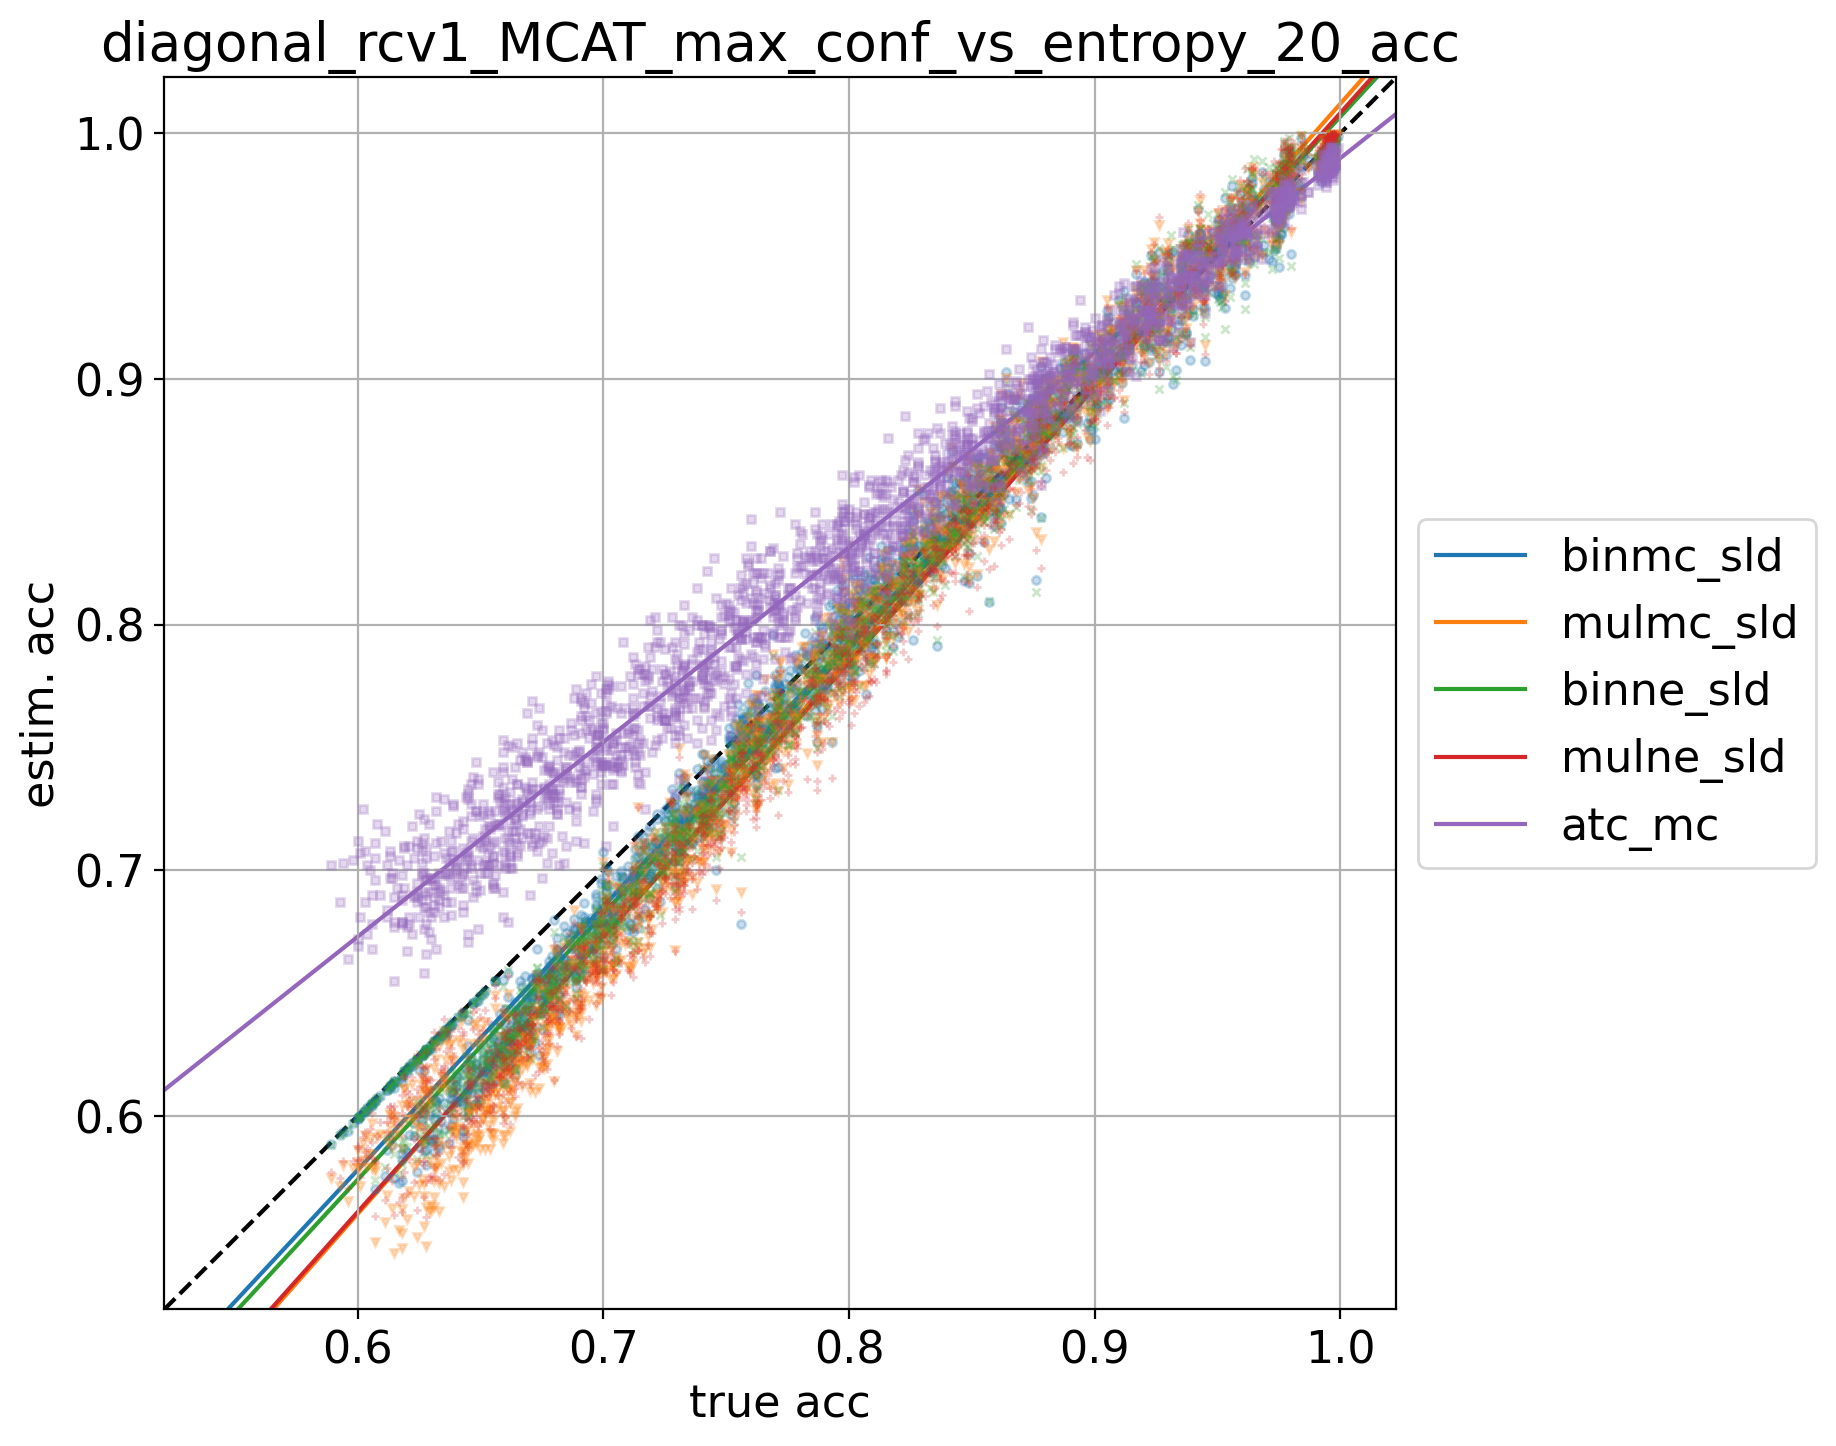 diagonal_rcv1_MCAT_max_conf_vs_entropy_20_acc
1.0
0.9
0.8
0.7
0.6
estim. acc
0.6 0.7 0.8 0.9 1.0
true acc
binmc_sld
mulmc_sld
binne_sld
mulne_sld
atc_mc